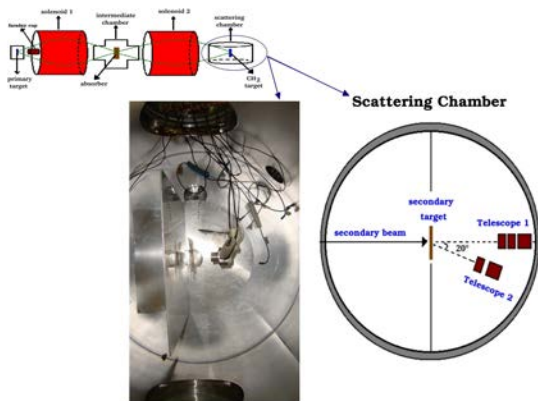 solenoid 1
intermediate
chamber
solenoid 2
scattering
chamber
faraday cup
primary
target
absorber
CH2
target
Scattering Chamber
secondary
target
secondary beam
Telescope 1
20°
Telescope 2